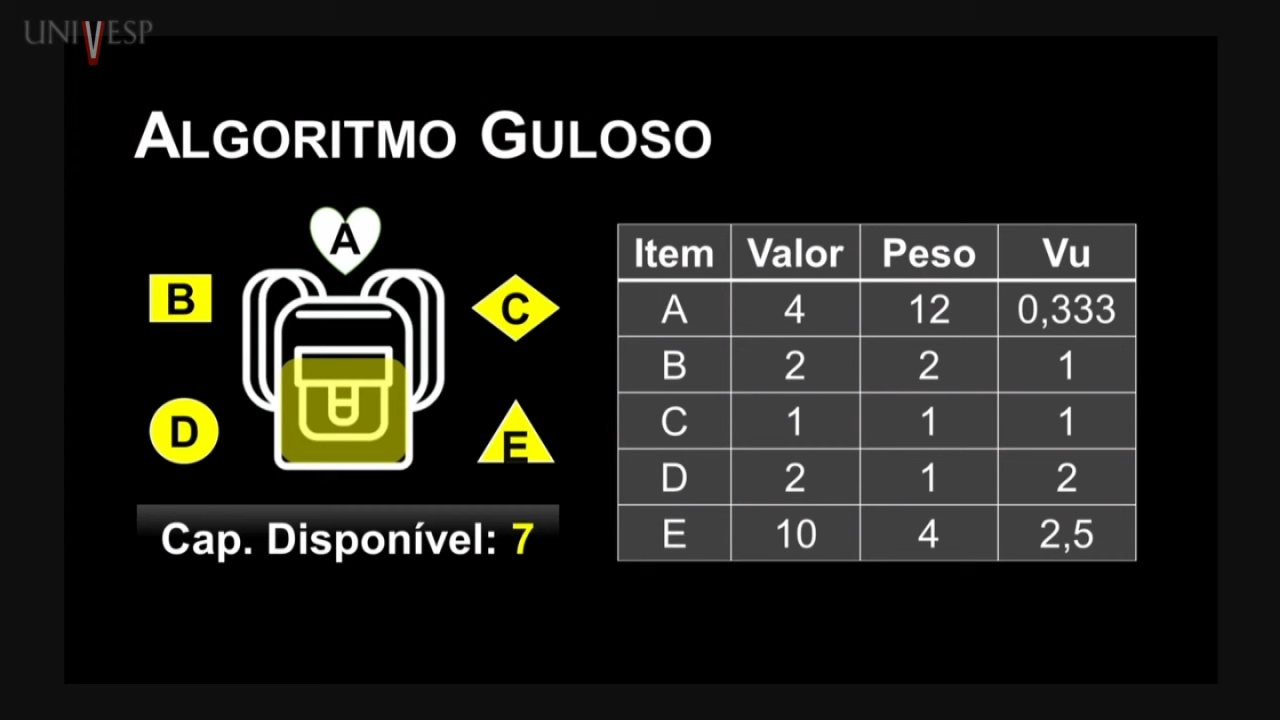 UNIVESP
ALGORITMO GULOSO
A
B
C
D
E
Cap. Disponível: 7
Item Valor Peso Vu
A 4 12 0,333
B 2 2 1
C 1 1 1
D 2 1 2
E 10 4 2,5